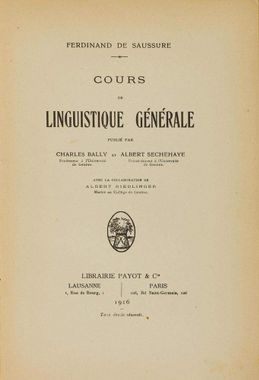 FERDINAND DE SAUSSURE
COURS
DE
LINGUISTIQUE GÉNÉRALE
PUBLIÉ PAR
CHARLES BALLY ET ALBERT SECHEHAYE
Professeur à l'Université de Genève Privat-docent à l'Université de Genève.
AVEC LA COLLABORATION DE
ALBERT RIEDLINGER
Maître au Collège de Genève.
LIBRAIRIE PAYOT & Cie
LAUSANNE PARIS
1, Rue de Bourg, 1 106, Bd Saint-Germain, 106
1916
Tous droits réservés.